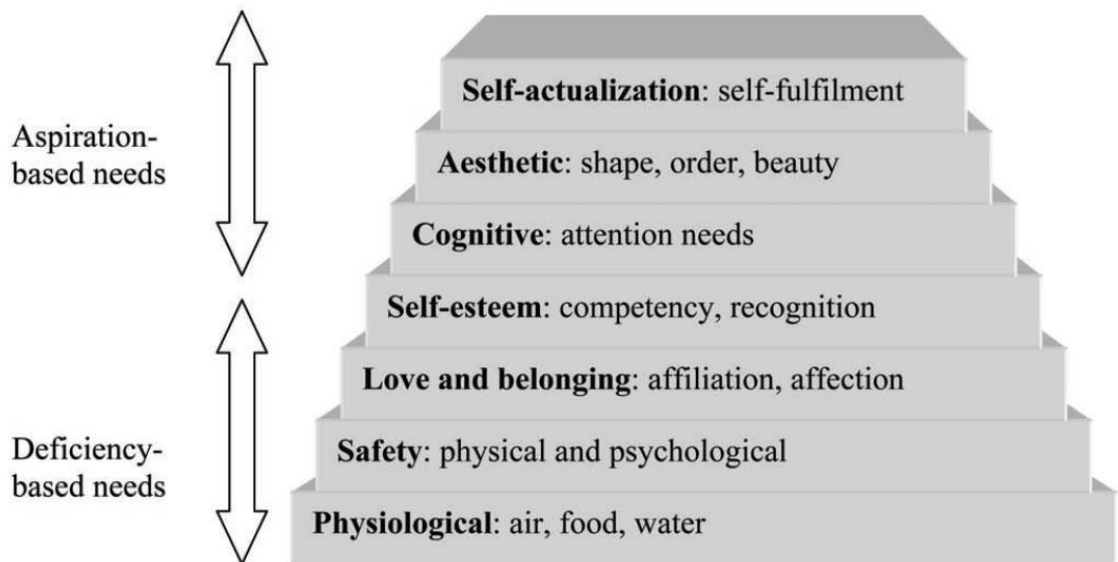 Aspiration-
based needs
Self-actualization: self-fulfilment
Aesthetic: shape, order, beauty
Cognitive: attention needs
Self-esteem: competency, recognition
Love and belonging: affiliation, affection
Deficiency-
based needs
Safety: physical and psychological
Physiological: air, food, water